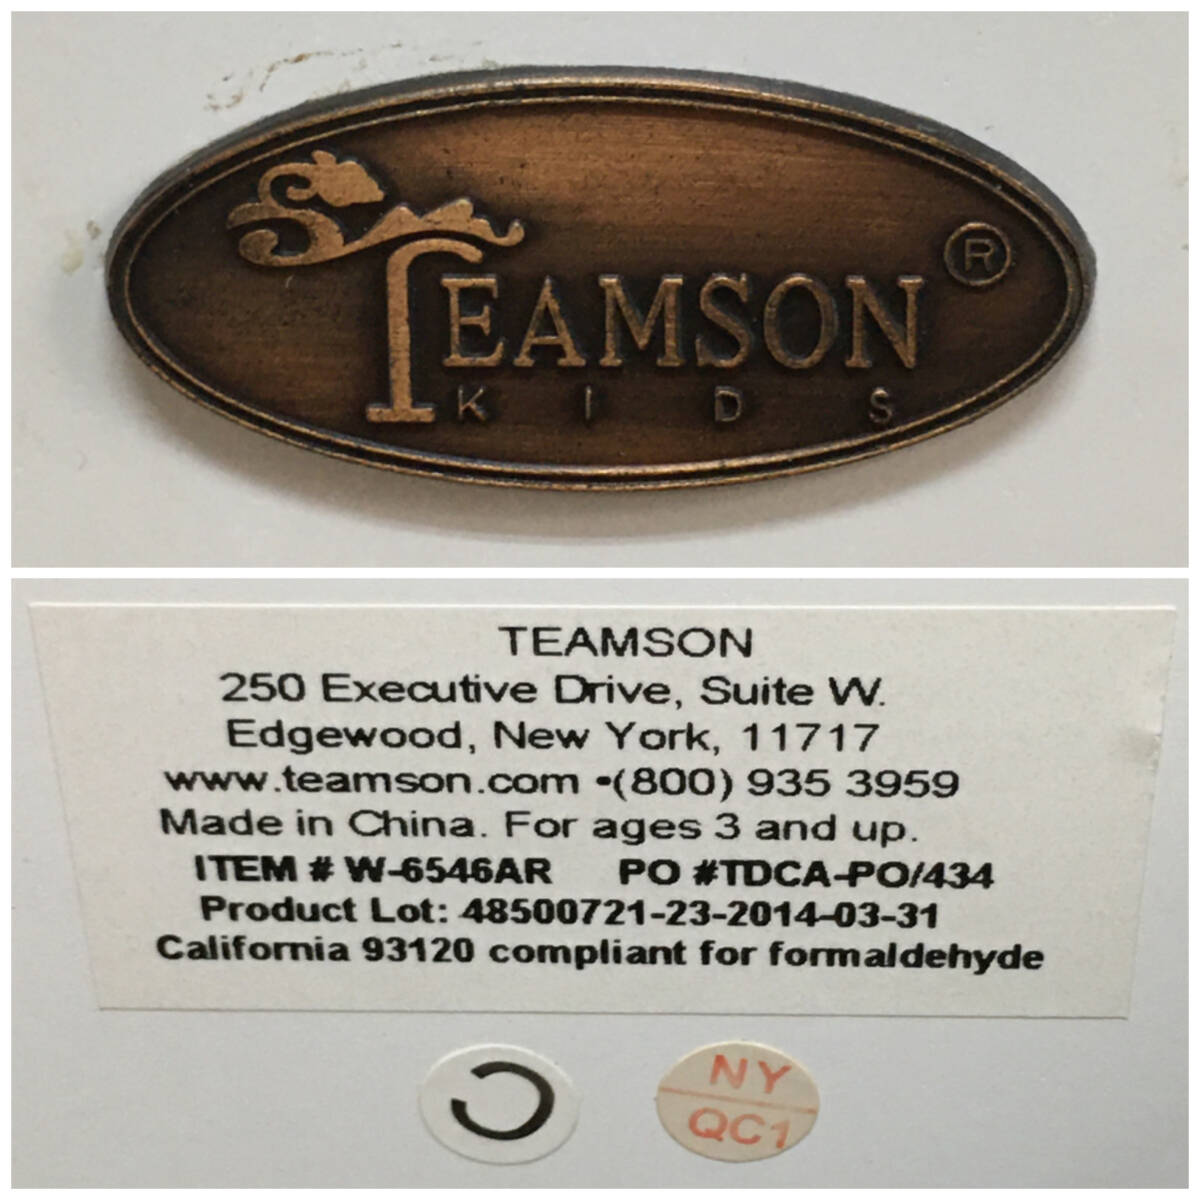 TEAMSON ®
KIDS
TEAMSON
250 Executive Drive, Suite W.
Edgewood, New York, 11717
www.teamson.com •(800) 935 3959
Made in China. For ages 3 and up.
ITEM # W-6546AR PO #TDCA-PO/434
Product Lot: 48500721-23-2014-03-31
California 93120 compliant for formaldehyde
C
NY
QC1